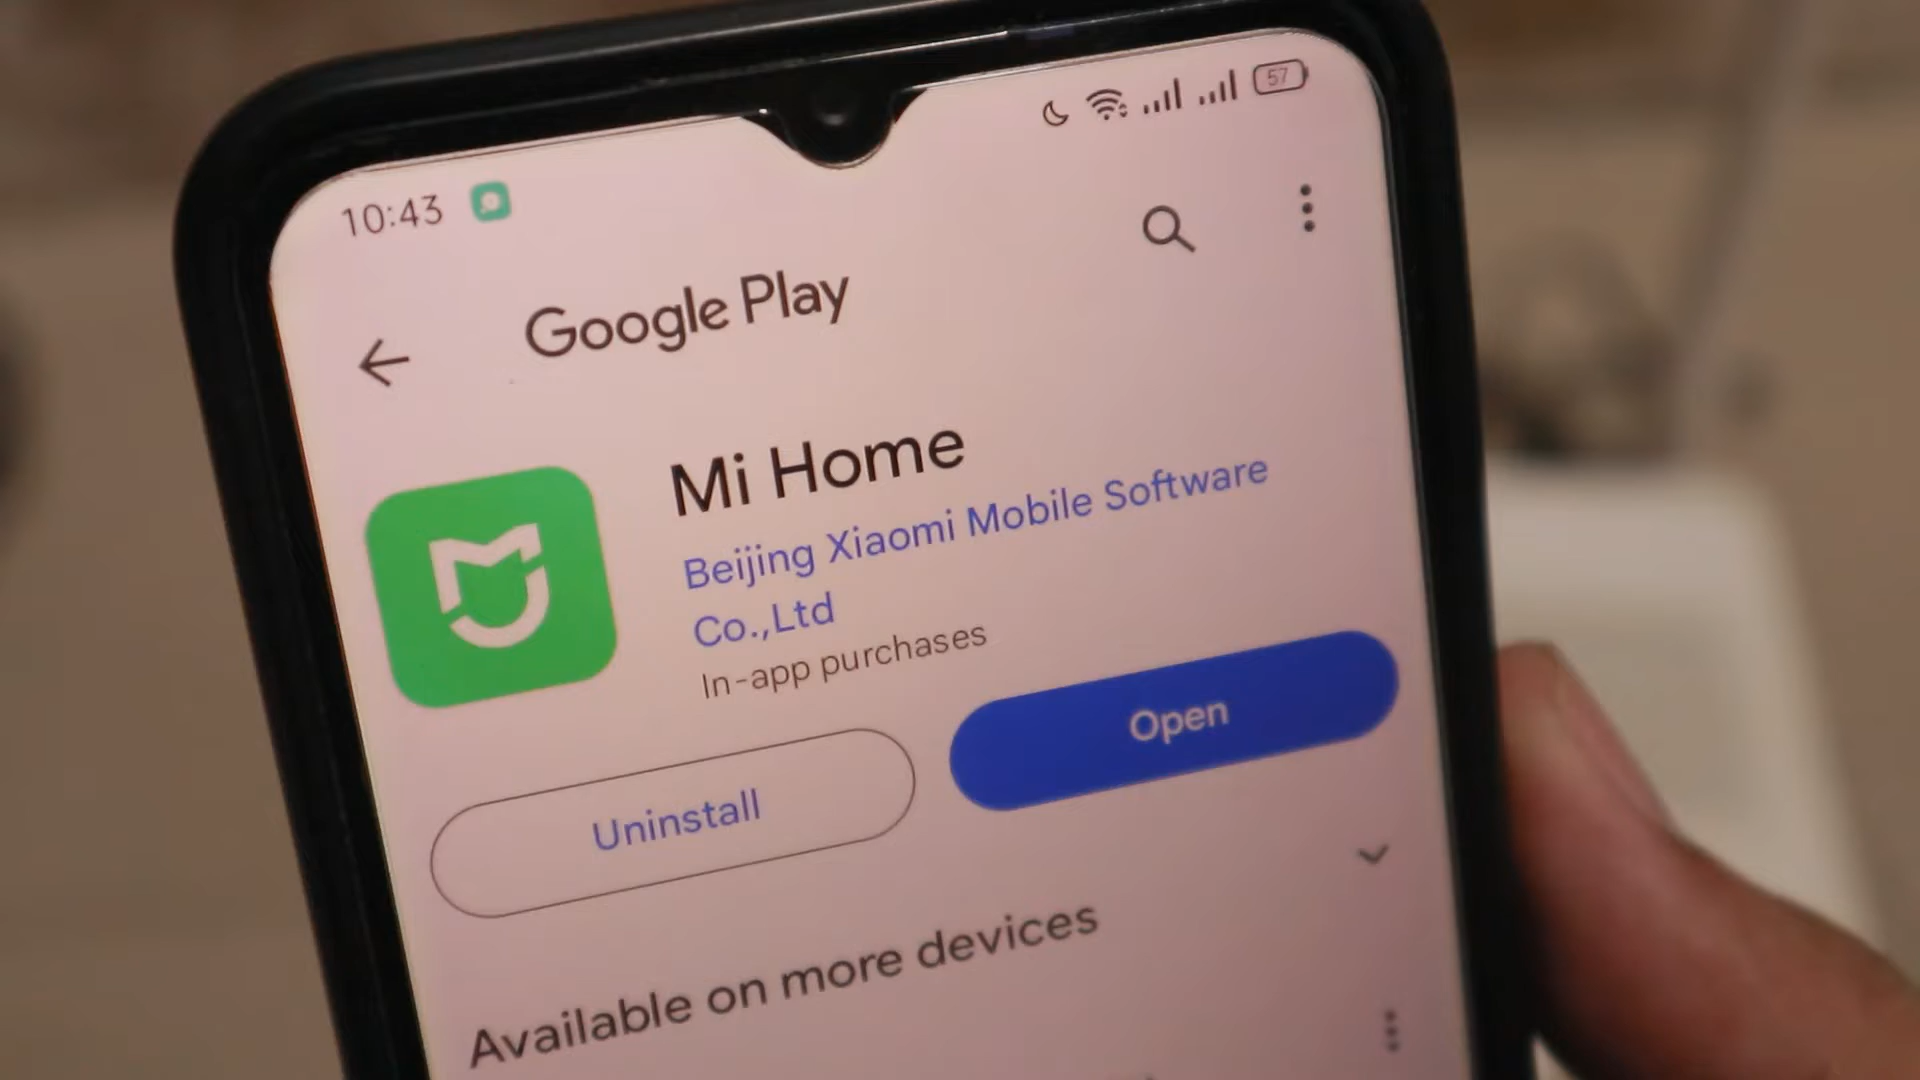 10:43
57
Google Play
Mi Home
Beijing Xiaomi Mobile Software
Co.,Ltd
In-app purchases
Uninstall
Open
Available on more devices